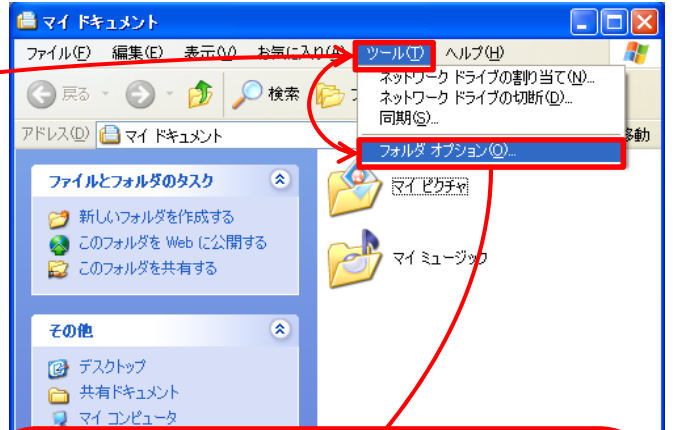 マイ ドキュメント
ファイル(F) 編集(E) 表示(V) お気に入り(A) ツール(T) ヘルプ(H)
ネットワーク ドライブの割り当て(N)...
ネットワーク ドライブの切断(D)...
同期(S)...
フォルダ オプション(O)...
戻る 検索
アドレス(D) マイ ドキュメント 移動
ファイルとフォルダのタスク
新しいフォルダを作成する
このフォルダを Web に公開する
このフォルダを共有する
マイ ピクチャ
マイ ミュージック
その他
デスクトップ
共有ドキュメント
マイ コンピュータ